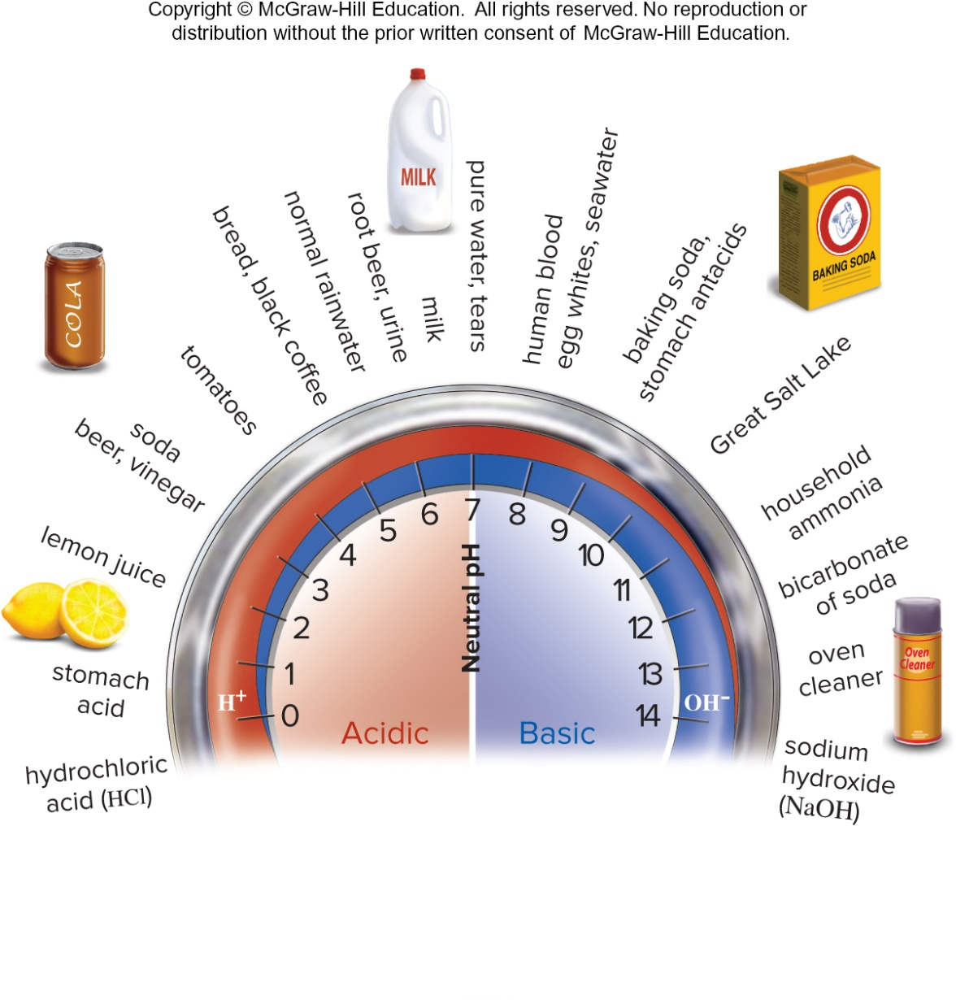 Copyright © McGraw-Hill Education.  All rights reserved. No reproduction or
distribution without the prior written consent of McGraw-Hill Education.
COLA
MILK
BAKING SODA
hydrochloric
acid (HCl)
stomach
acid
lemon juice
soda
beer, vinegar
tomatoes
bread, black coffee
normal rainwater
root beer, urine
milk
pure water, tears
human blood
egg whites, seawater
baking soda,
stomach antacids
Great Salt Lake
household
ammonia
bicarbonate
of soda
oven
cleaner
Oven
Cleaner
sodium
hydroxide
(NaOH)
0
1
2
3
4
5
6
7
8
9
10
11
12
13
14
Neutral pH
H+
OH−
Acidic
Basic